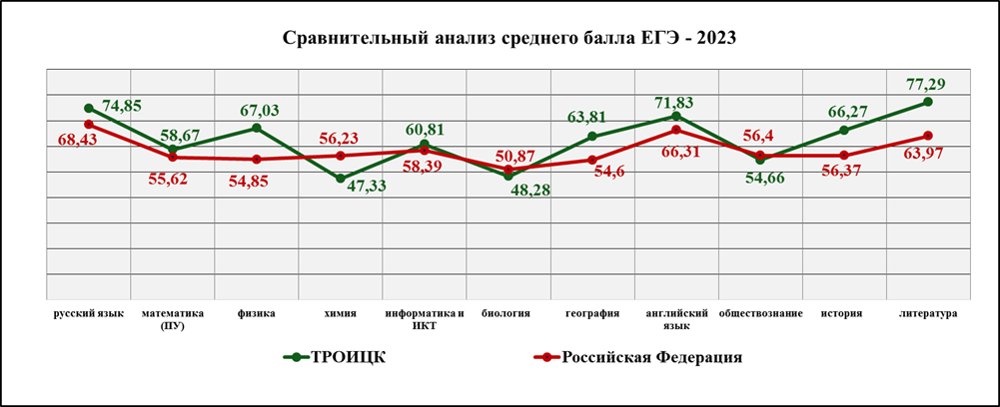 Сравнительный анализ среднего балла ЕГЭ - 2023
74,85
68,43
58,67
55,62
67,03
54,85
56,23
47,33
60,81
58,39
50,87
48,28
63,81
54,6
71,83
66,31
56,4
54,66
66,27
56,37
77,29
63,97
русский язык
математика
(ПУ)
физика
химия
информатика и
ИКТ
биология
география
английский
язык
обществознание
история
литература
ТРОИЦК
Российская Федерация